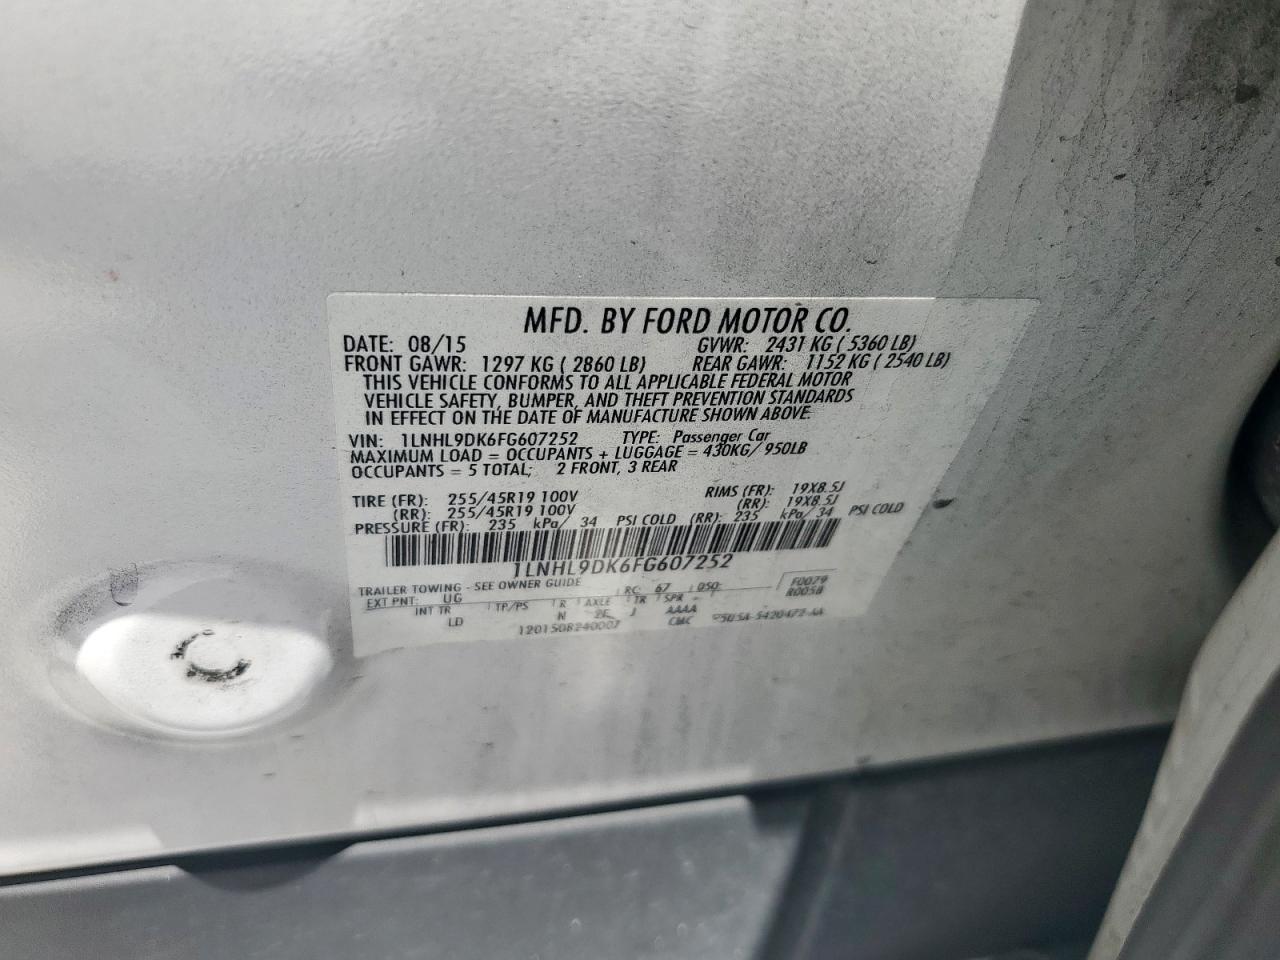 MFD. BY FORD MOTOR CO.
DATE: 08/15 GVWR: 2431 KG ( 5360 LB)
FRONT GAWR: 1297 KG ( 2860 LB) REAR GAWR: 1152 KG ( 2540 LB)
THIS VEHICLE CONFORMS TO ALL APPLICABLE FEDERAL MOTOR
VEHICLE SAFETY, BUMPER, AND THEFT PREVENTION STANDARDS
IN EFFECT ON THE DATE OF MANUFACTURE SHOWN ABOVE.
VIN: 1LNHL9DK6FG607252 TYPE: Passenger Car
MAXIMUM LOAD = OCCUPANTS + LUGGAGE = 430KG/ 950LB
OCCUPANTS = 5 TOTAL; 2 FRONT, 3 REAR
TIRE (FR): 255/45R19 100V RIMS (FR): 19X8.5J
(RR): 255/45R19 100V (RR): 19X8.5J
PRESSURE (FR): 235 kPa/ 34 PSI COLD (RR): 235 kPa/ 34 PSI COLD
1LNHL9DK6FG607252
TRAILER TOWING - SEE OWNER GUIDE
EXT PNT: UG RC: 67 DSO: F0079
R0058
INT TR TP/PS R AXLE TR SPR
LD N 2E J AAAA
120150824000? CMC